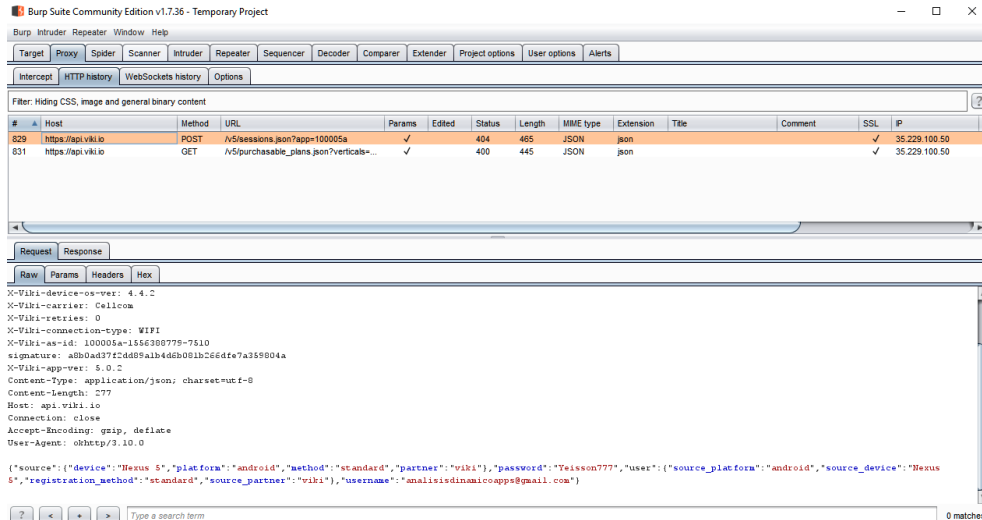 Burp Suite Community Edition v1.7.36 - Temporary Project
Burp Intruder Repeater Window Help
Target Proxy Spider Scanner Intruder Repeater Sequencer Decoder Comparer Extender Project options User options Alerts
Intercept HTTP history WebSockets history Options
Filter: Hiding CSS, image and general binary content ?
# Host Method URL Params Edited Status Length MIME type Extension Title Comment SSL IP
829 https://api.viki.io POST /v5/sessions.json?app=100005a ✓ 404 465 JSON json ✓ 35.229.100.50
831 https://api.viki.io GET /v5/purchasable_plans.json?verticals=... ✓ 400 445 JSON json ✓ 35.229.100.50
Request Response
Raw Params Headers Hex
X-Viki-device-os-ver: 4.4.2
X-Viki-carrier: Cellcom
X-Viki-retries: 0
X-Viki-connection-type: WIFI
X-Viki-as-id: 100005a-1556388779-7510
signature: a8b0ad37f2dd89a1b4d6b081b266dfe7a359804a
X-Viki-app-ver: 5.0.2
Content-Type: application/json; charset=utf-8
Content-Length: 277
Host: api.viki.io
Connection: close
Accept-Encoding: gzip, deflate
User-Agent: okhttp/3.10.0
{"source":{"device":"Nexus 5","platform":"android","method":"standard","partner":"viki"},"password":"Yeisson777","user":{"source_platform":"android","source_device":"Nexus
5","registration_method":"standard","source_partner":"viki"},"username":"analisisdinamicoapps@gmail.com"}
? < + > Type a search term 0 matches